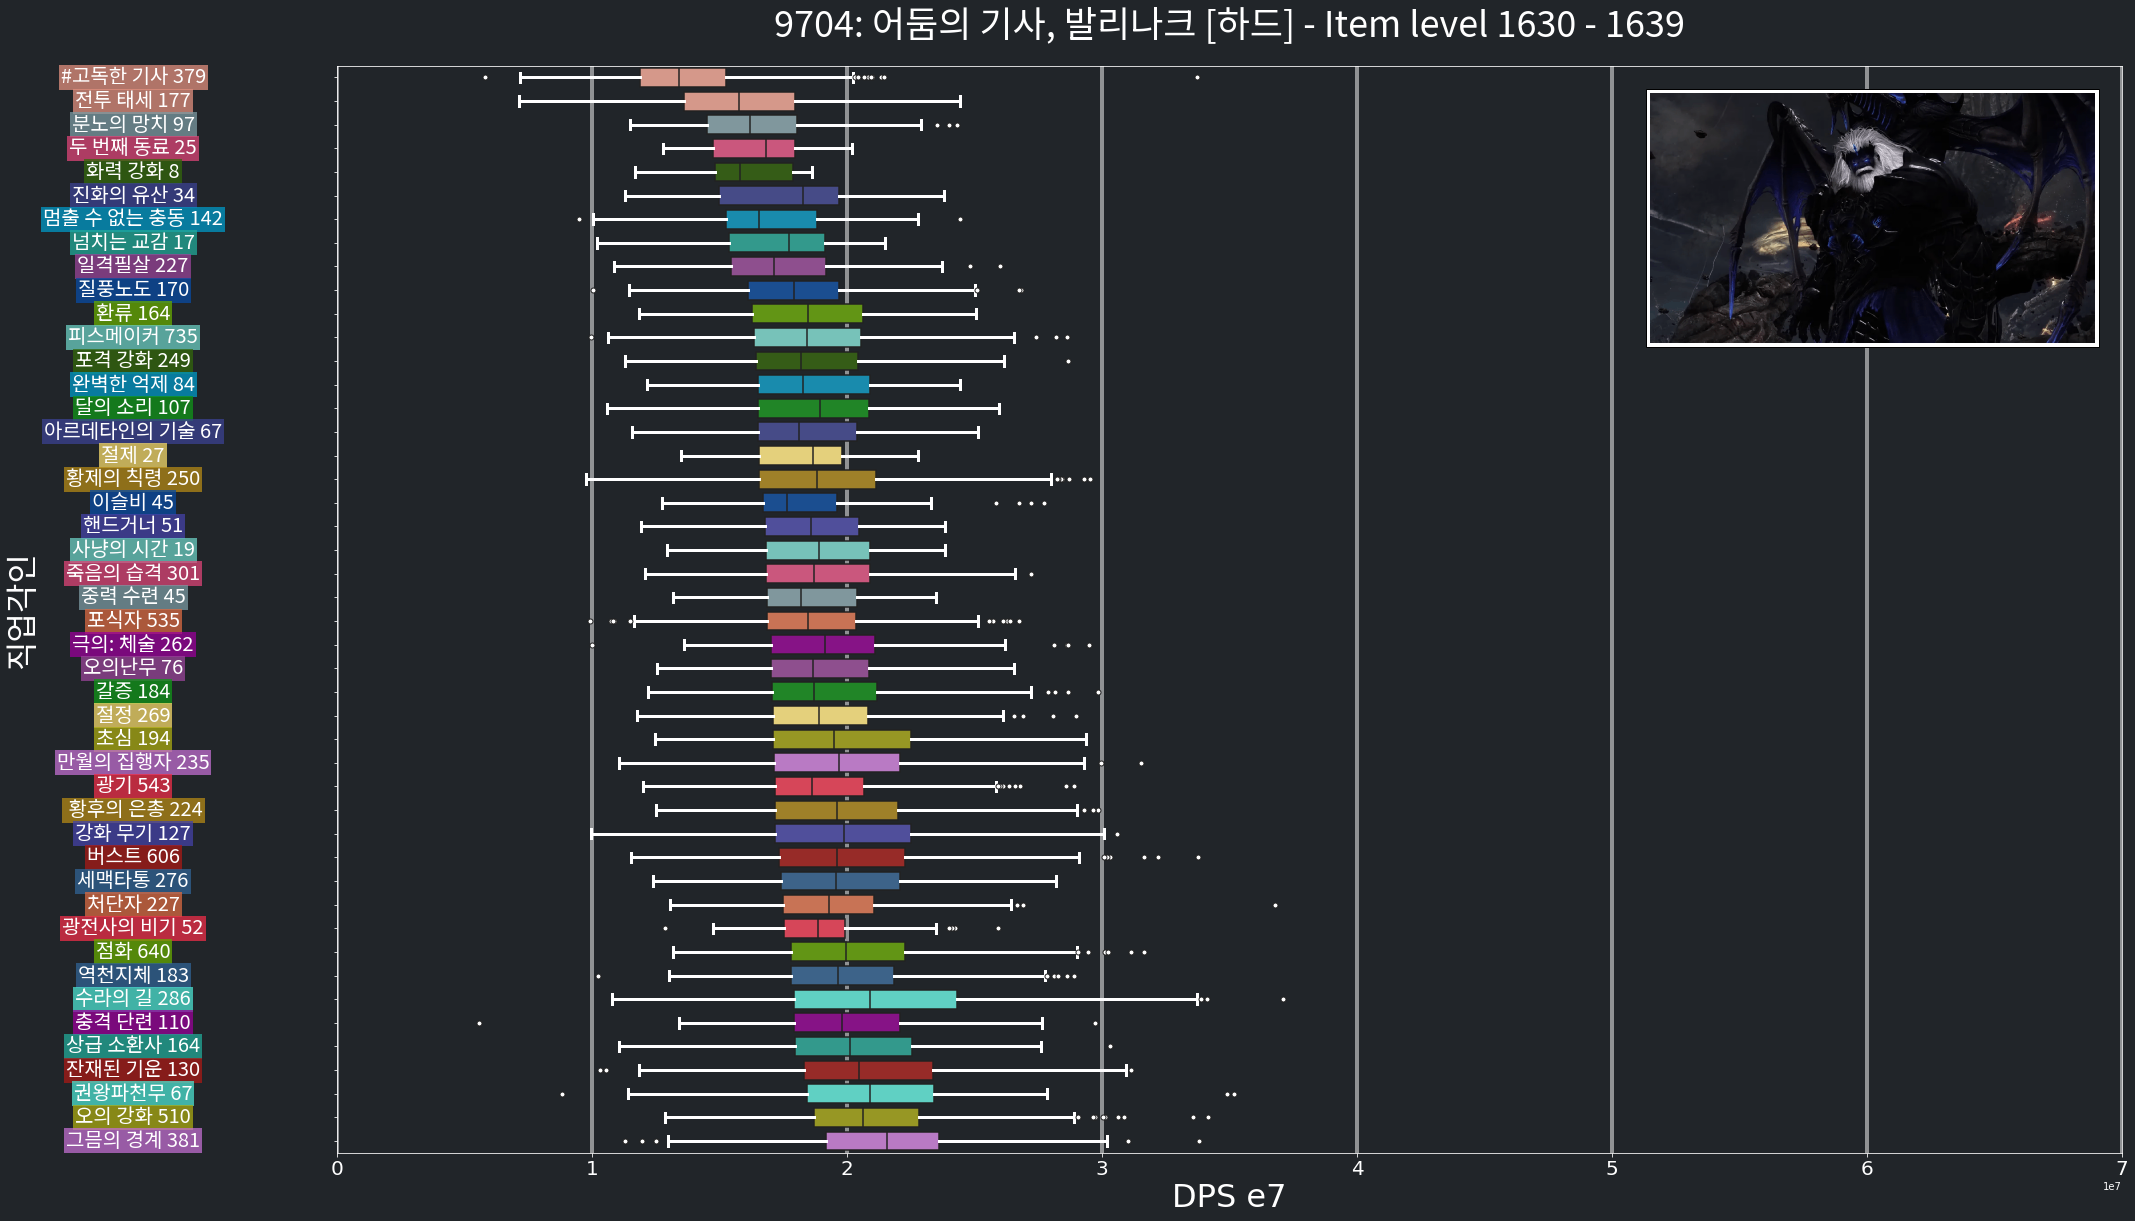 9704: 어둠의 기사, 발리나크 [하드] - Item level 1630 - 1639
#고독한 기사 379
전투 태세 177
분노의 망치 97
두 번째 동료 25
화력 강화 8
진화의 유산 34
멈출 수 없는 충동 142
넘치는 교감 17
일격필살 227
질풍노도 170
환류 164
피스메이커 735
포격 강화 249
완벽한 억제 84
달의 소리 107
아르데타인의 기술 67
절제 27
황제의 칙령 250
이슬비 45
핸드거너 51
사냥의 시간 19
죽음의 습격 301
중력 수련 45
포식자 535
극의: 체술 262
오의난무 76
갈증 184
절정 269
초심 194
만월의 집행자 235
광기 543
황후의 은총 224
강화 무기 127
버스트 606
세맥타통 276
처단자 227
광전사의 비기 52
점화 640
역천지체 183
수라의 길 286
충격 단련 110
상급 소환사 164
잔재된 기운 130
권왕파천무 67
오의 강화 510
그믐의 경계 381
직업각인
0 1 2 3 4 5 6 7
1e7
DPS e7